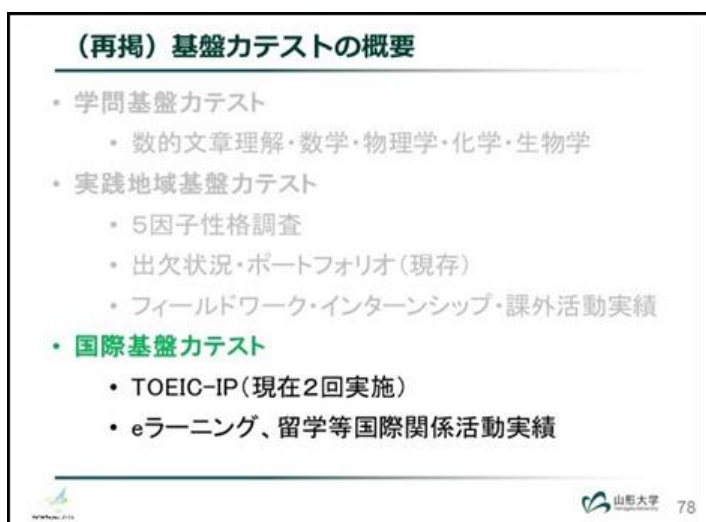 （再掲）基盤力テストの概要
• 学問基盤力テスト
• 数的文章理解・数学・物理学・化学・生物学
• 実践地域基盤力テスト
• 5因子性格調査
• 出欠状況・ポートフォリオ（現存）
• フィールドワーク・インターンシップ・課外活動実績
• 国際基盤力テスト
• TOEIC-IP（現在２回実施）
• eラーニング、留学等国際関係活動実績
山形大学
Yamagata University
78